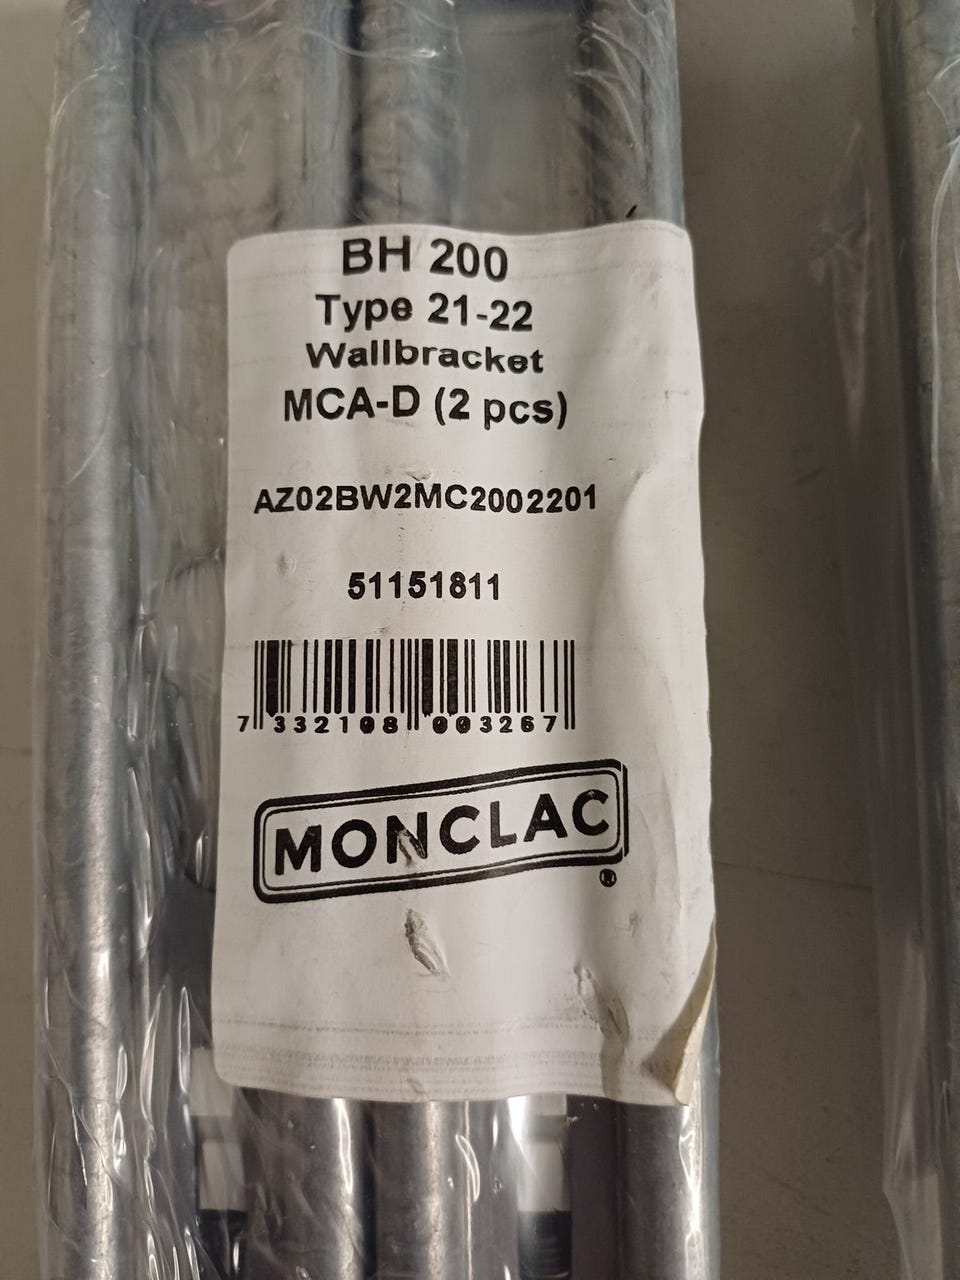 BH 200
Type 21-22
Wallbracket
MCA-D (2 pcs)
AZ02BW2MC2002201
51151811
7 332108 003267
MONCLAC
®